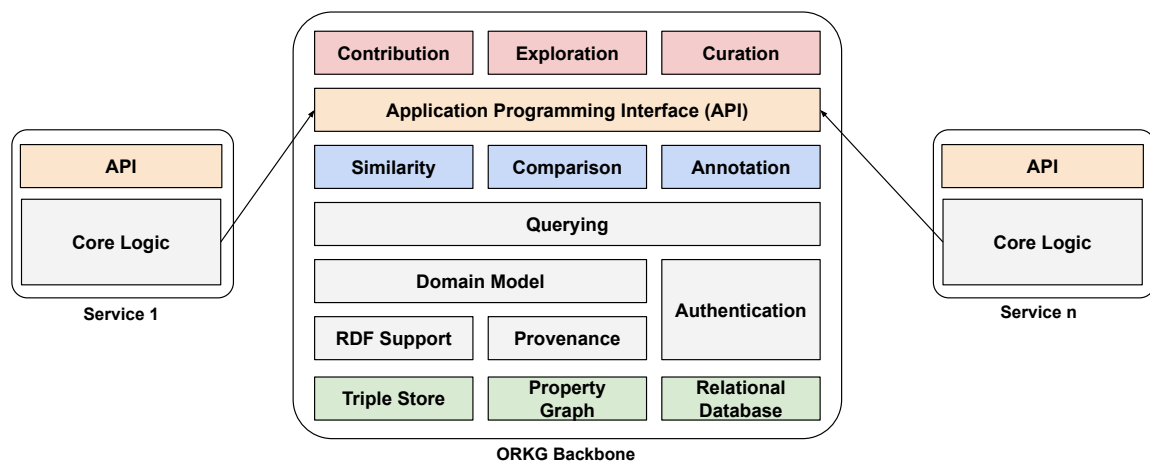 Contribution
Exploration
Curation
Application Programming Interface (API)
API
Core Logic
Service 1
Similarity
Comparison
Annotation
Querying
Domain Model
Authentication
RDF Support
Provenance
Triple Store
Property
Graph
Relational
Database
ORKG Backbone
API
Core Logic
Service n